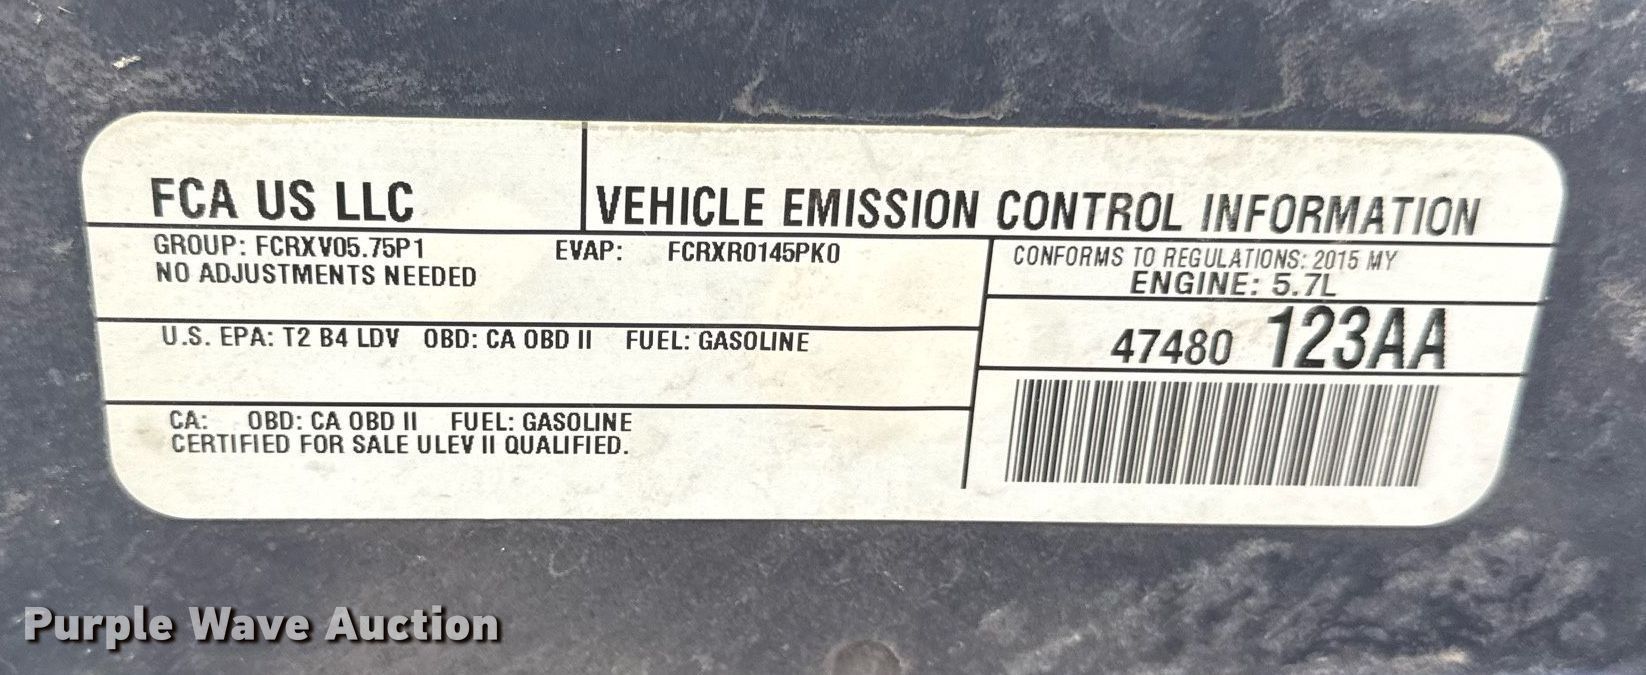 FCA US LLC
VEHICLE EMISSION CONTROL INFORMATION
GROUP: FCRXV05.75P1 EVAP: FCRXR0145PK0
NO ADJUSTMENTS NEEDED
CONFORMS TO REGULATIONS: 2015 MY
ENGINE: 5.7L
U.S. EPA: T2 B4 LDV OBD: CA OBD II FUEL: GASOLINE
47480 123AA
CA: OBD: CA OBD II FUEL: GASOLINE
CERTIFIED FOR SALE ULEV II QUALIFIED.
Purple Wave Auction